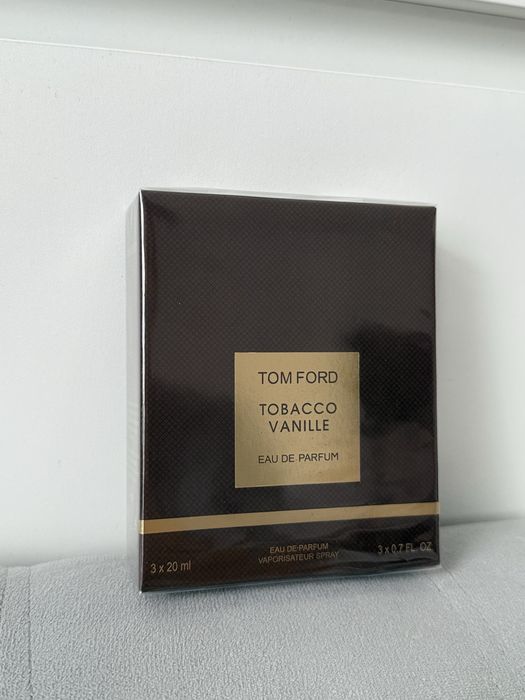 TOM FORD
TOBACCO
VANILLE
EAU DE PARFUM
EAU DE PARFUM
VAPORISATEUR SPRAY
3 x 20 ml
3 x 0.7 FL. OZ